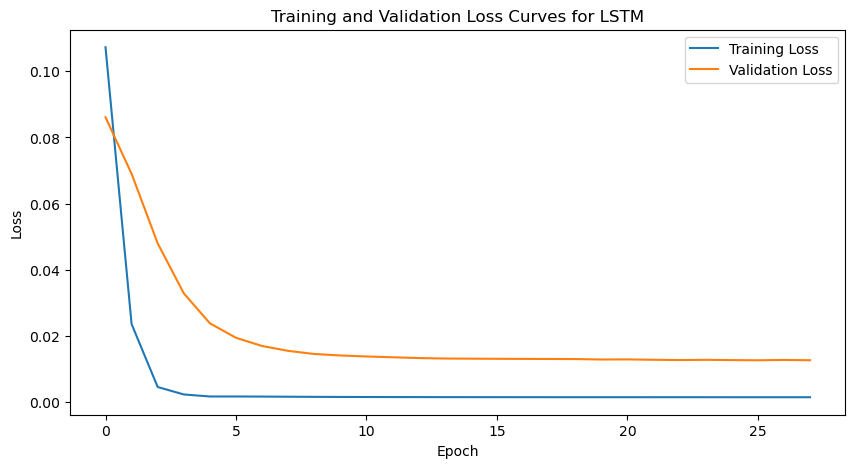 Training and Validation Loss Curves for LSTM
Training Loss
Validation Loss
0.10
0.08
0.06
0.04
0.02
0.00
Loss
0
5
10
15
20
25
Epoch